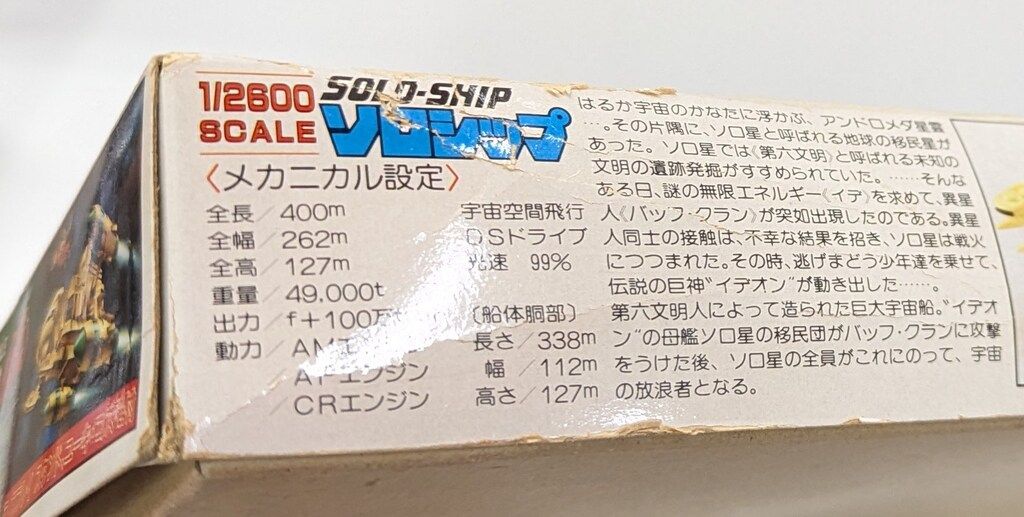 1/2600
SCALE
SOLO-SHIP
ソロシップ
〈メカニカル設定〉
全長／400m
全幅／262m
全高／127m
重量／49.000t
出力／f+100万
動力／AMエンジン
／ATエンジン
／CRエンジン
宇宙空間飛行
DSドライブ
光速 99%
〔船体胴部〕
長さ／338m
幅／112m
高さ／127m
はるか宇宙のかなたに浮かぶ、アンドロメダ星雲
…。その片隅に、ソロ星と呼ばれる地球の移民星が
あった。ソロ星では《第六文明》と呼ばれる未知の
文明の遺跡発掘がすすめられていた。……そんな
ある日、謎の無限エネルギー《イデ》を求めて、異星
人《バッフ・クラン》が突如出現したのである。異星
人同士の接触は、不幸な結果を招き、ソロ星は戦火
につつまれた。その時、逃げまどう少年達を乗せて、
伝説の巨神"イデオン"が動き出した……。
第六文明人によって造られた巨大宇宙船。"イデオ
ン"の母艦ソロ星の移民団がバッフ・クランに攻撃
をうけた後、ソロ星の全員がこれにのって、宇宙
の放浪者となる。